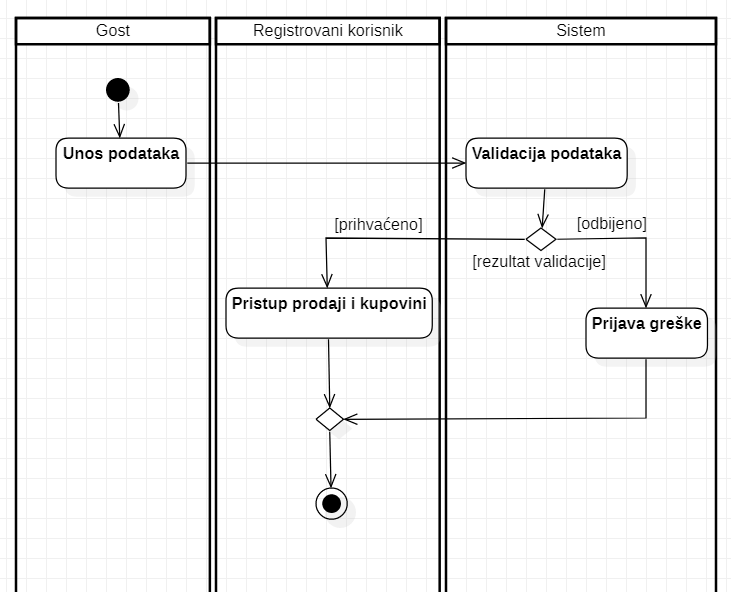 Gost
Registrovani korisnik
Sistem
Unos podataka
Validacija podataka
[prihvaćeno]
[odbijeno]
[rezultat validacije]
Pristup prodaji i kupovini
Prijava greške